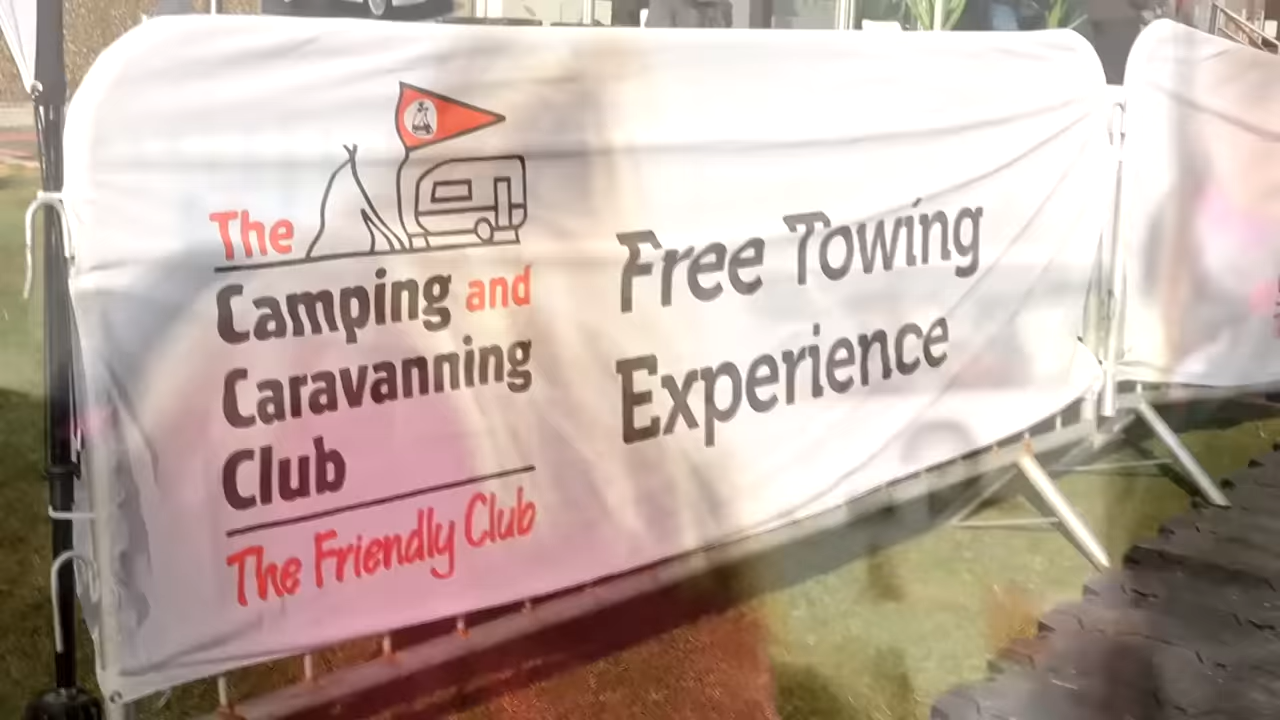 The
Camping and
Caravanning
Club
The Friendly Club
Free Towing
Experience